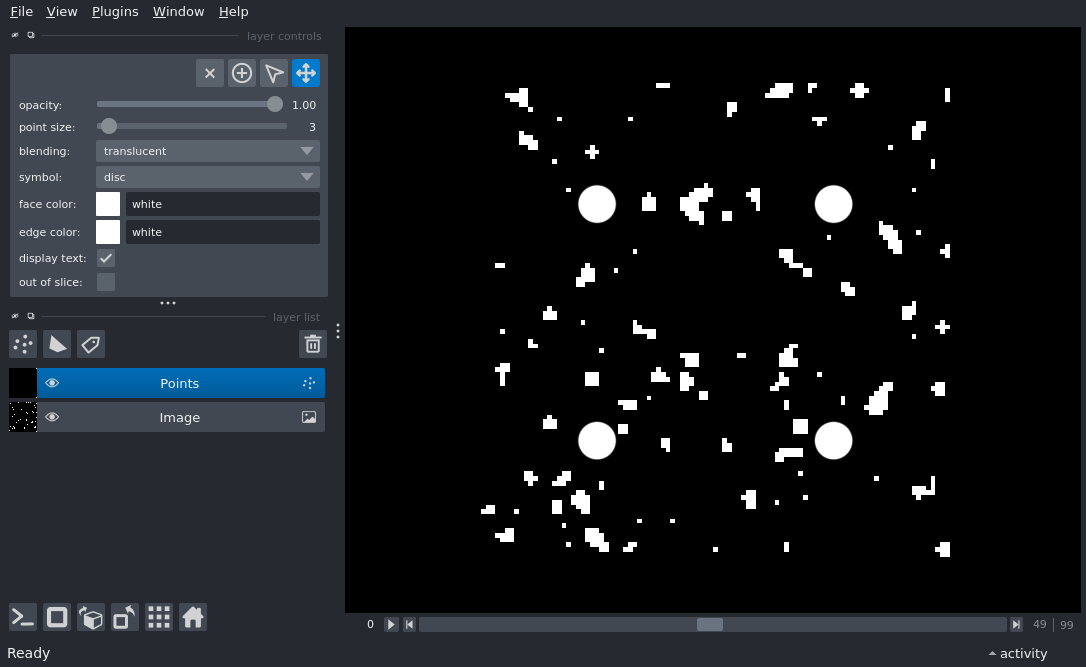 File View Plugins Window Help
layer controls
opacity: 1.00
point size: 3
blending: translucent
symbol: disc
face color: white
edge color: white
display text:
out of slice:
layer list
Points
Image
0 49 | 99
Ready activity